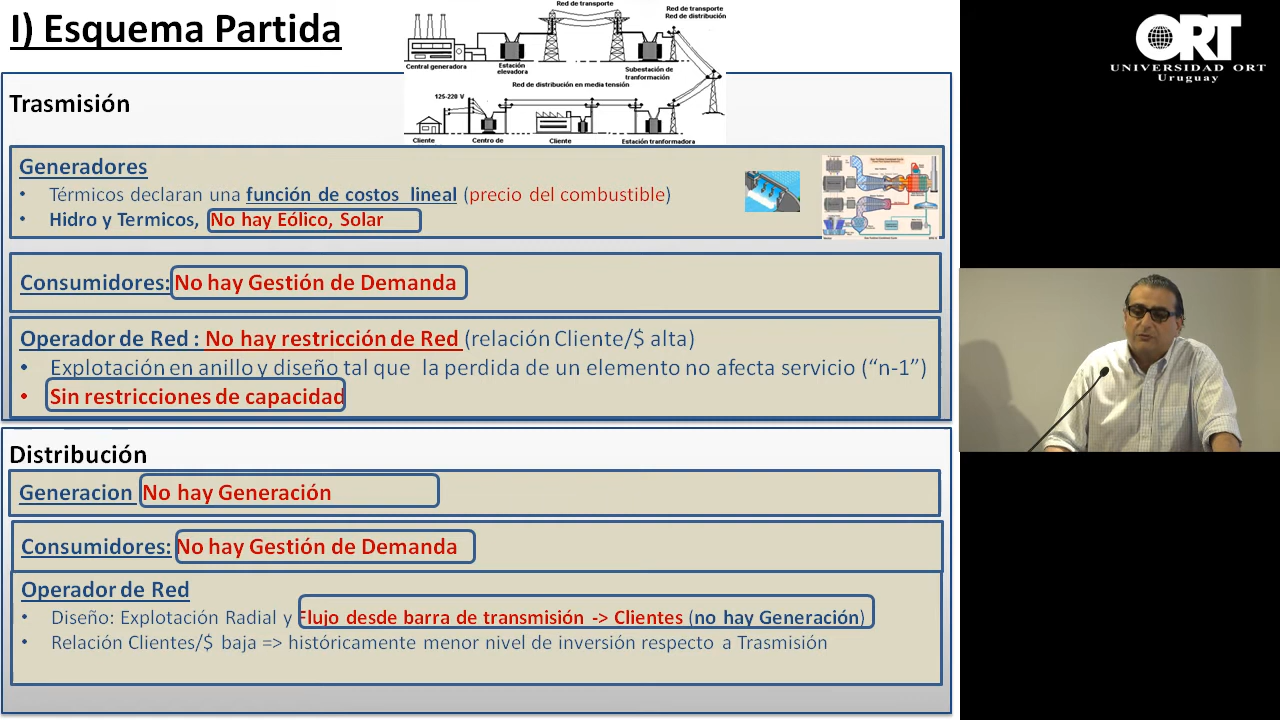 I) Esquema Partida
Red de transporte
Red de transporte
Red de distribución
Central generadora
Estación
elevadora
Subestación de
tranformación
Red de distribución en media tensión
125-220 V
Cliente
Centro de
Cliente
Estación tranformadora
Trasmisión
Generadores
• Térmicos declaran una función de costos lineal (precio del combustible)
• Hidro y Termicos, No hay Eólico, Solar
Consumidores: No hay Gestión de Demanda
Operador de Red : No hay restricción de Red (relación Cliente/$ alta)
• Explotación en anillo y diseño tal que la perdida de un elemento no afecta servicio (“n-1”)
• Sin restricciones de capacidad
Distribución
Generacion No hay Generación
Consumidores: No hay Gestión de Demanda
Operador de Red
• Diseño: Explotación Radial y Flujo desde barra de transmisión -> Clientes (no hay Generación)
• Relación Clientes/$ baja => históricamente menor nivel de inversión respecto a Trasmisión
ORT
UNIVERSIDAD ORT
Uruguay